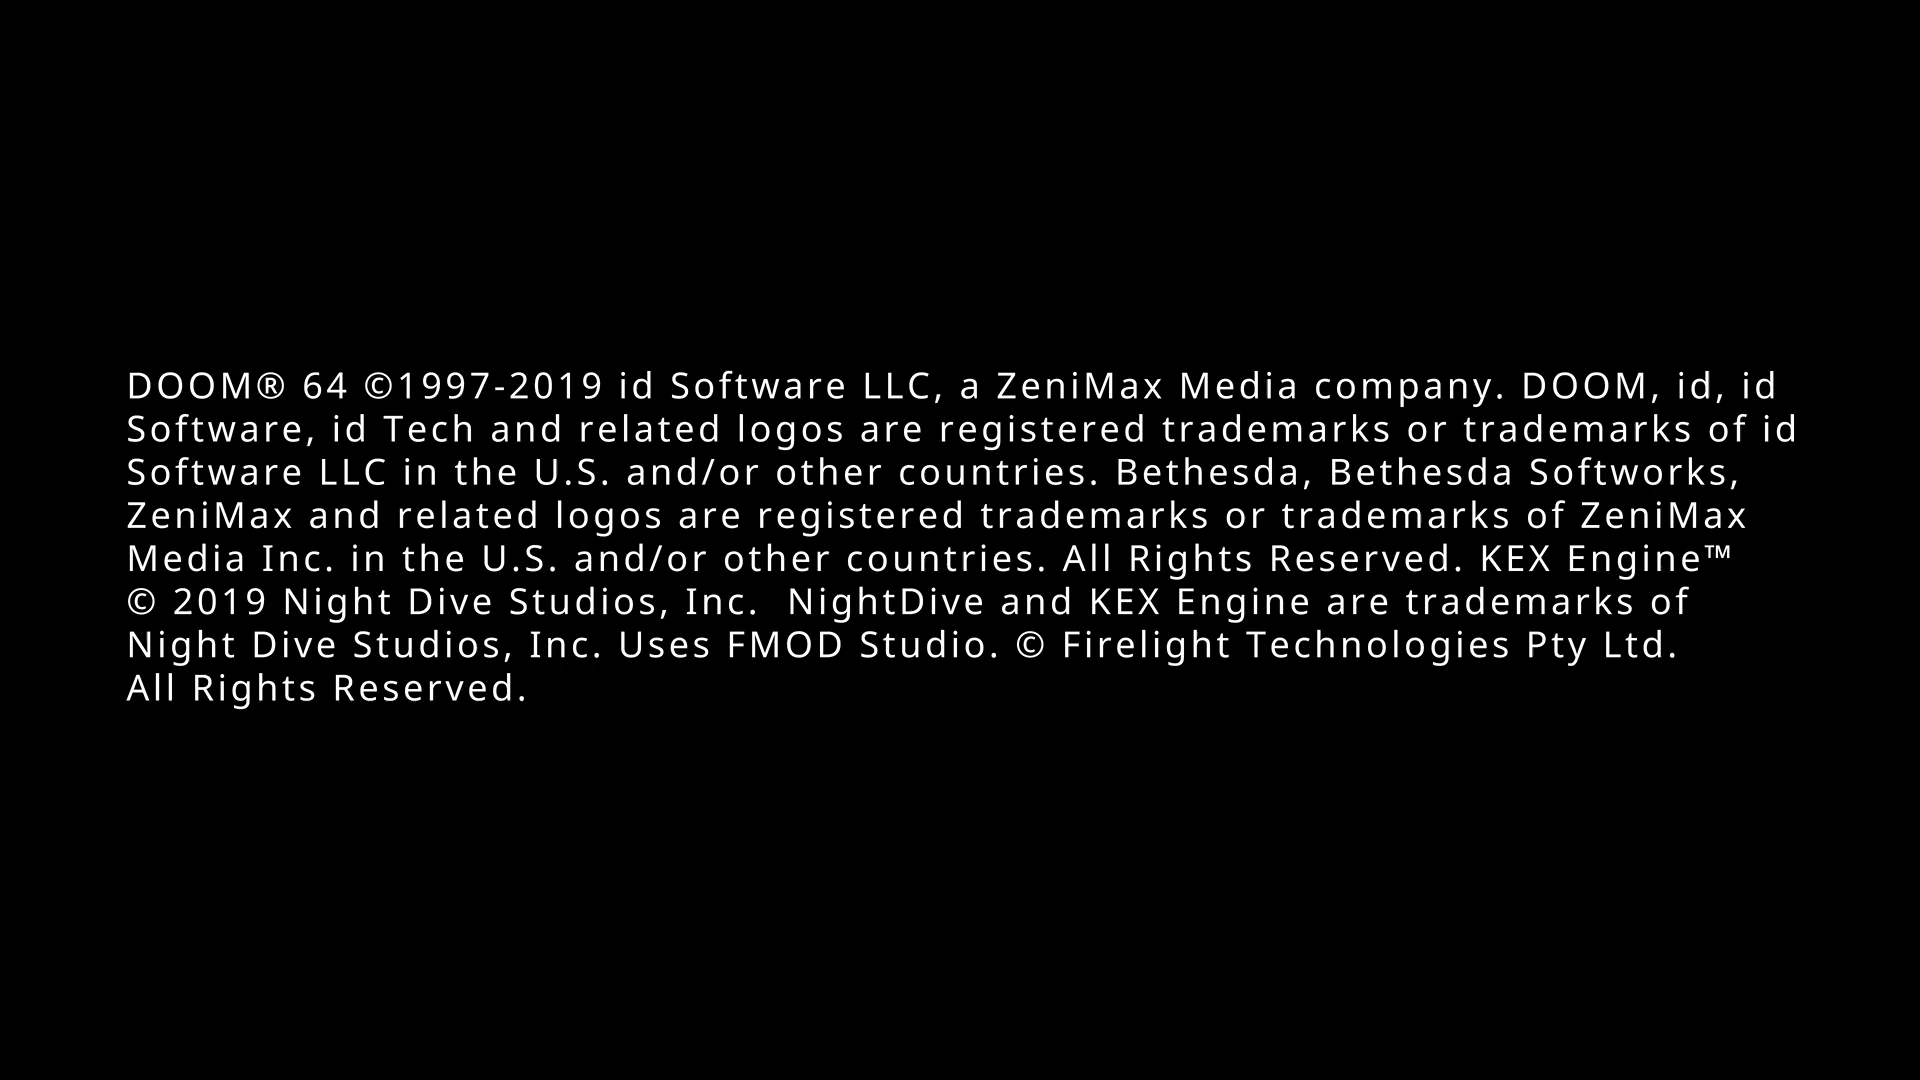 DOOM® 64 ©1997-2019 id Software LLC, a ZeniMax Media company. DOOM, id, id
Software, id Tech and related logos are registered trademarks or trademarks of id
Software LLC in the U.S. and/or other countries. Bethesda, Bethesda Softworks,
ZeniMax and related logos are registered trademarks or trademarks of ZeniMax
Media Inc. in the U.S. and/or other countries. All Rights Reserved. KEX Engine™
© 2019 Night Dive Studios, Inc.  NightDive and KEX Engine are trademarks of
Night Dive Studios, Inc. Uses FMOD Studio. © Firelight Technologies Pty Ltd.
All Rights Reserved.